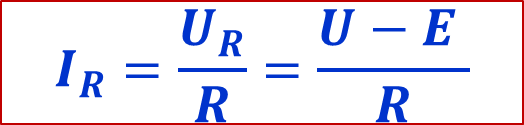 I_R = U_R / R = (U − E) / R